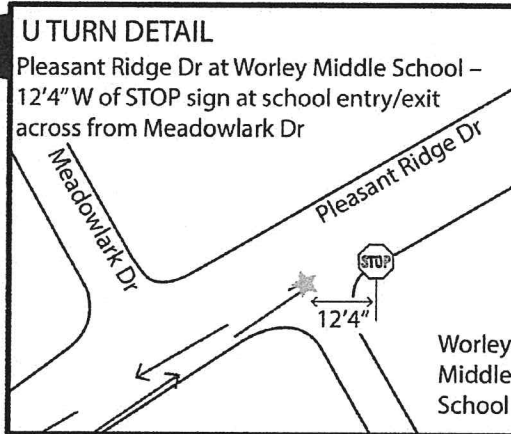 U TURN DETAIL
Pleasant Ridge Dr at Worley Middle School –
12'4" W of STOP sign at school entry/exit
across from Meadowlark Dr
Meadowlark Dr
Pleasant Ridge Dr
STOP
12'4"
Worley
Middle
School